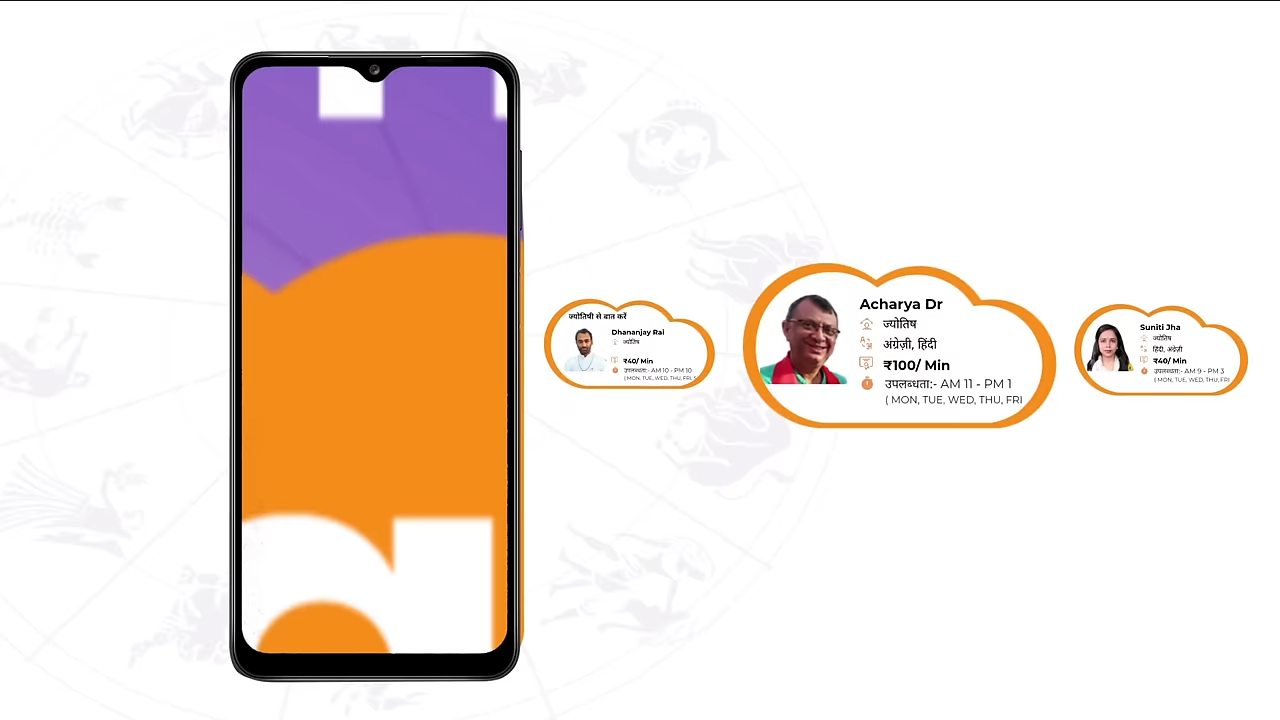 ज्योतिषी से बात करें
Dhananjay Rai
ज्योतिष
₹40/ Min
उपलब्धता:- AM 10 - PM 10
( MON, TUE, WED, THU, FRI, S
Acharya Dr
ज्योतिष
अंग्रेज़ी, हिंदी
₹100/ Min
उपलब्धता:- AM 11 - PM 1
( MON, TUE, WED, THU, FRI
Suniti Jha
ज्योतिष
हिंदी, अंग्रेज़ी
₹40/ Min
उपलब्धता:- AM 9 - PM 3
( MON, TUE, WED, THU, FRI